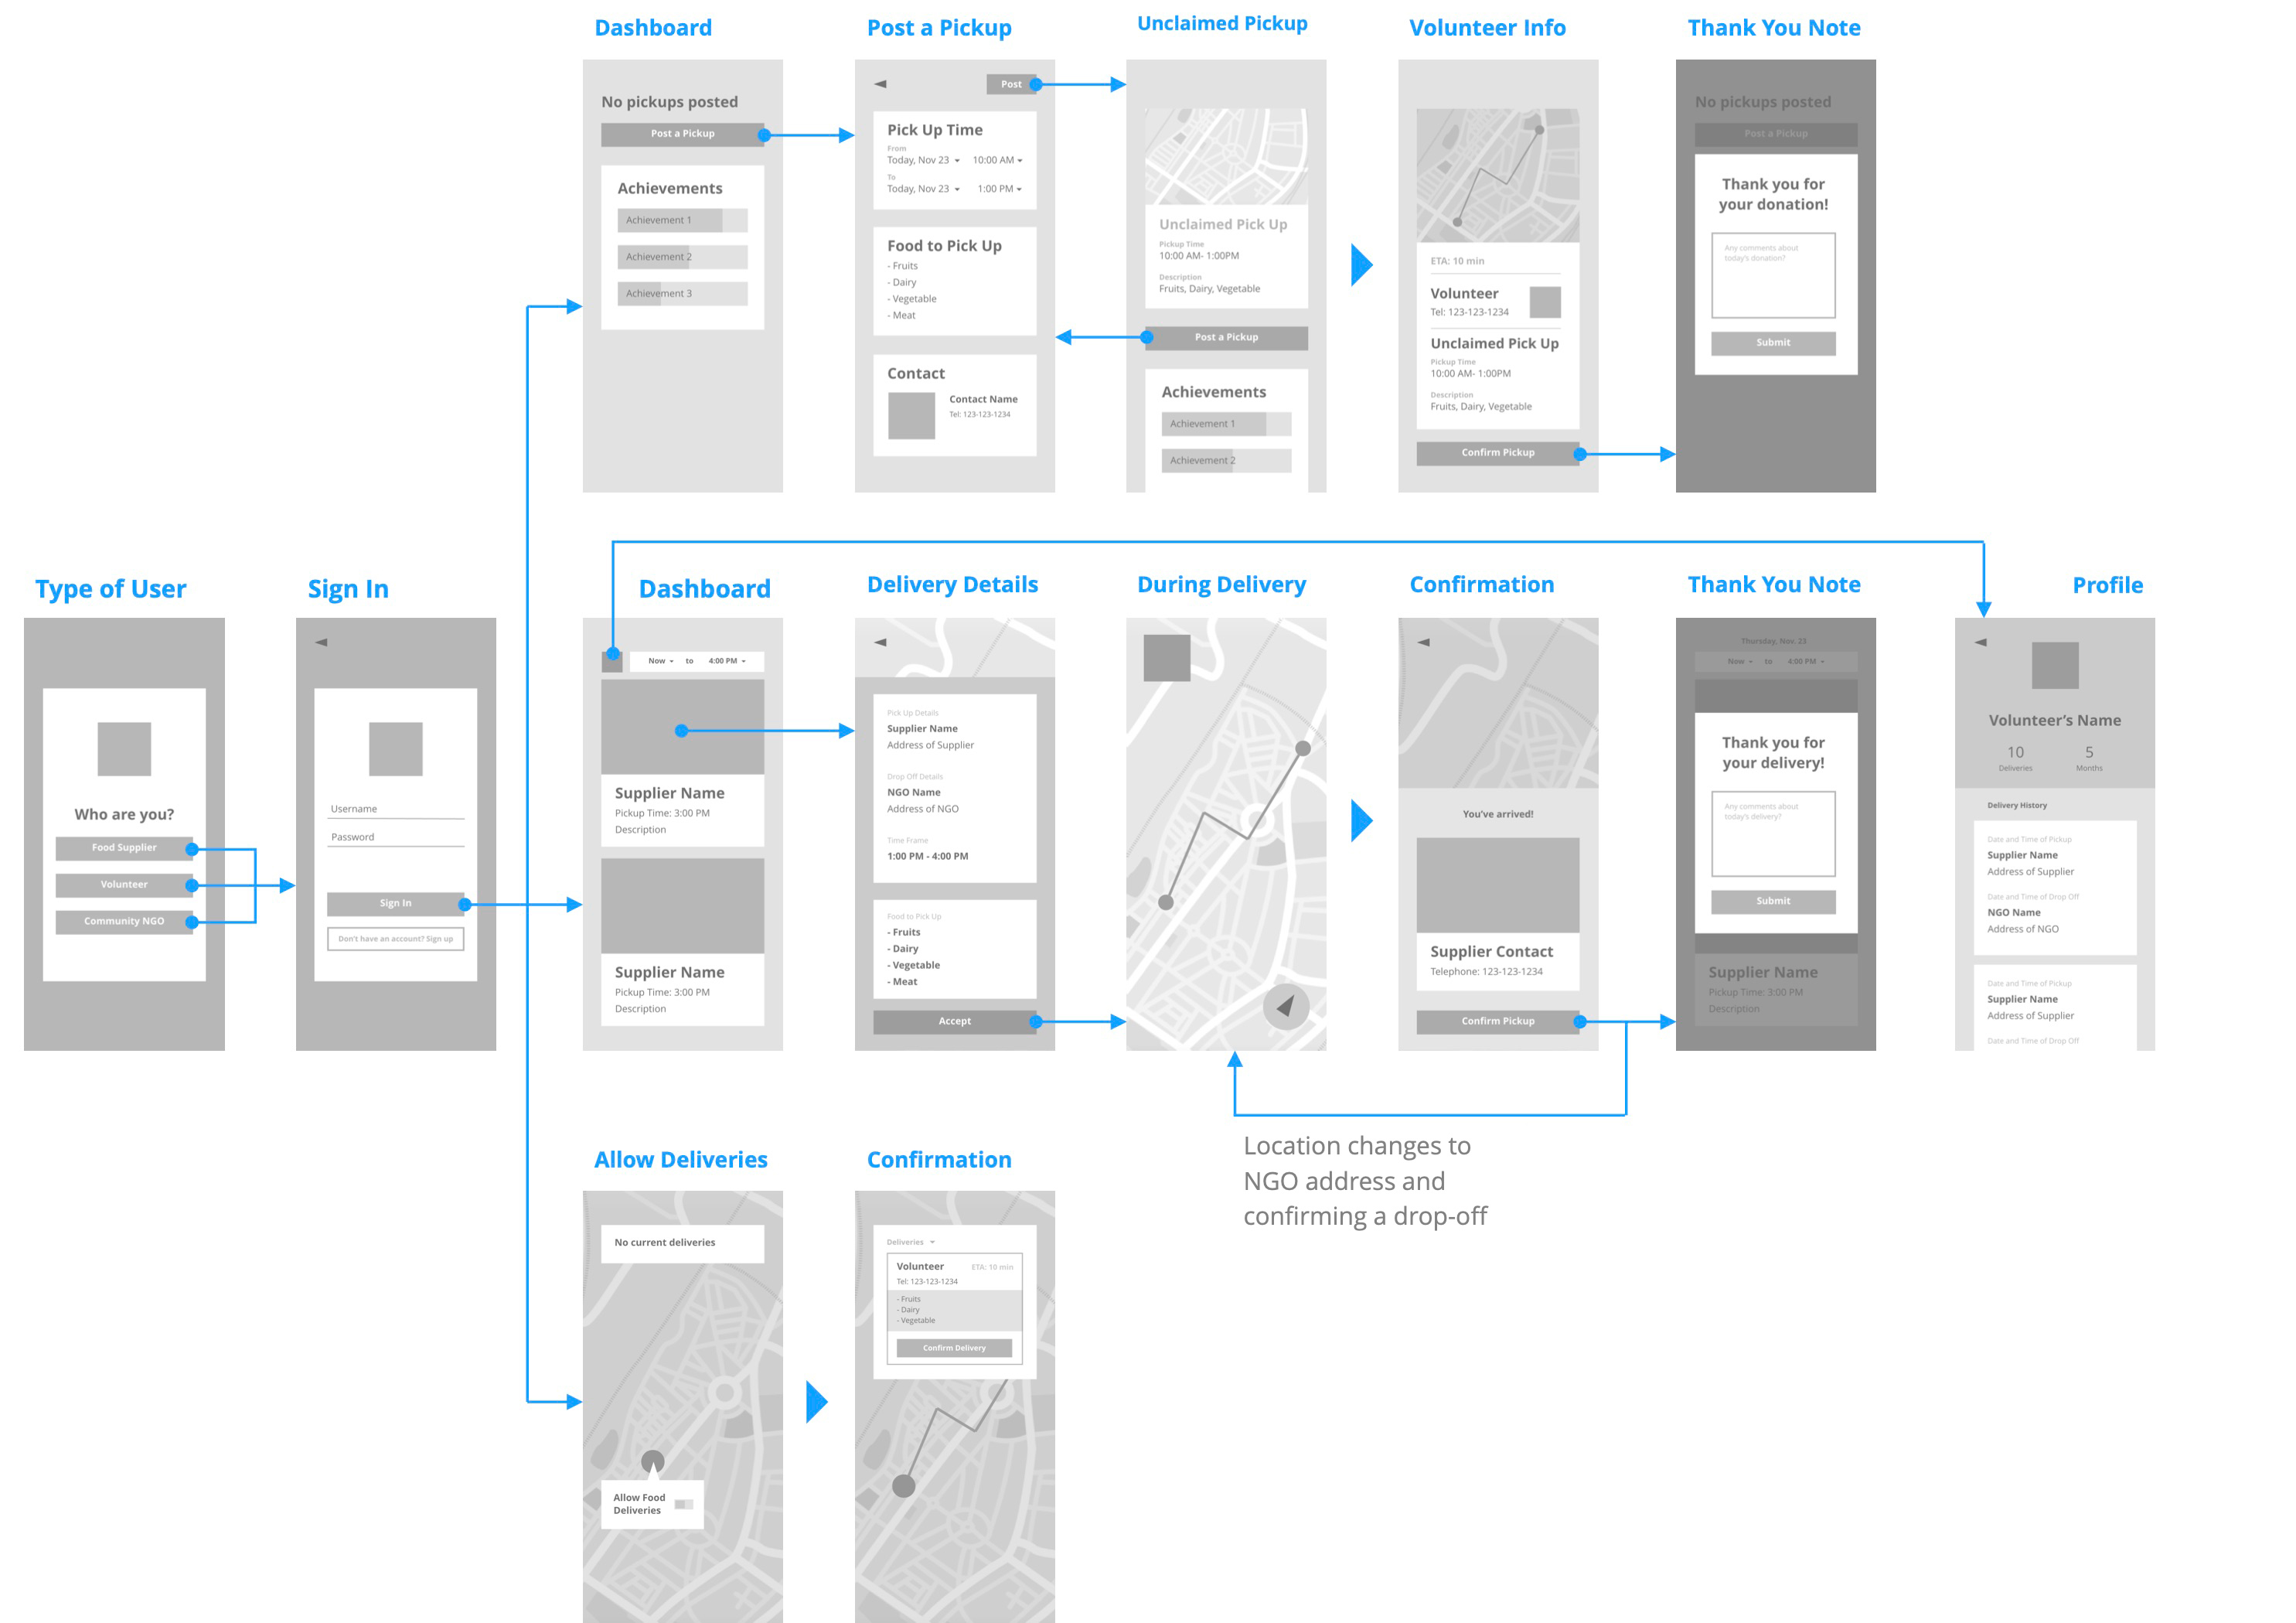 Dashboard
No pickups posted
Post a Pickup
Achievements
Achievement 1
Achievement 2
Achievement 3
Post a Pickup
Post
Pick Up Time
From
Today, Nov 23 10:00 AM
To
Today, Nov 23 1:00 PM
Food to Pick Up
- Fruits
- Dairy
- Vegetable
- Meat
Contact
Contact Name
Tel: 123-123-1234
Unclaimed Pickup
Unclaimed Pick Up
Pickup Time
10:00 AM- 1:00PM
Description
Fruits, Dairy, Vegetable
Post a Pickup
Achievements
Achievement 1
Achievement 2
Volunteer Info
ETA: 10 min
Volunteer
Tel: 123-123-1234
Unclaimed Pick Up
Pickup Time
10:00 AM- 1:00PM
Description
Fruits, Dairy, Vegetable
Confirm Pickup
Thank You Note
No pickups posted
Post a Pickup
Thank you for
your donation!
Any comments about
today's donation?
Submit
Type of User
Who are you?
Food Supplier
Volunteer
Community NGO
Sign In
Username
Password
Sign In
Don't have an account? Sign up
Dashboard
Now to 4:00 PM
Supplier Name
Pickup Time: 3:00 PM
Description
Supplier Name
Pickup Time: 3:00 PM
Description
Delivery Details
Pick Up Details
Supplier Name
Address of Supplier
Drop Off Details
NGO Name
Address of NGO
Time Frame
1:00 PM - 4:00 PM
Food to Pick Up
- Fruits
- Dairy
- Vegetable
- Meat
Accept
During Delivery
Confirmation
You've arrived!
Supplier Contact
Telephone: 123-123-1234
Confirm Pickup
Thank You Note
Thursday, Nov. 23
Now to 4:00 PM
Thank you for
your delivery!
Any comments about
today's delivery?
Submit
Supplier Name
Pickup Time: 3:00 PM
Description
Profile
Volunteer's Name
10 5
Deliveries Months
Delivery History
Date and Time of Pickup
Supplier Name
Address of Supplier
Date and Time of Drop Off
NGO Name
Address of NGO
Date and Time of Pickup
Supplier Name
Address of Supplier
Date and Time of Drop Off
Location changes to
NGO address and
confirming a drop-off
Allow Deliveries
No current deliveries
Allow Food
Deliveries
Confirmation
Deliveries
Volunteer ETA: 10 min
Tel: 123-123-1234
- Fruits
- Dairy
- Vegetable
Confirm Delivery